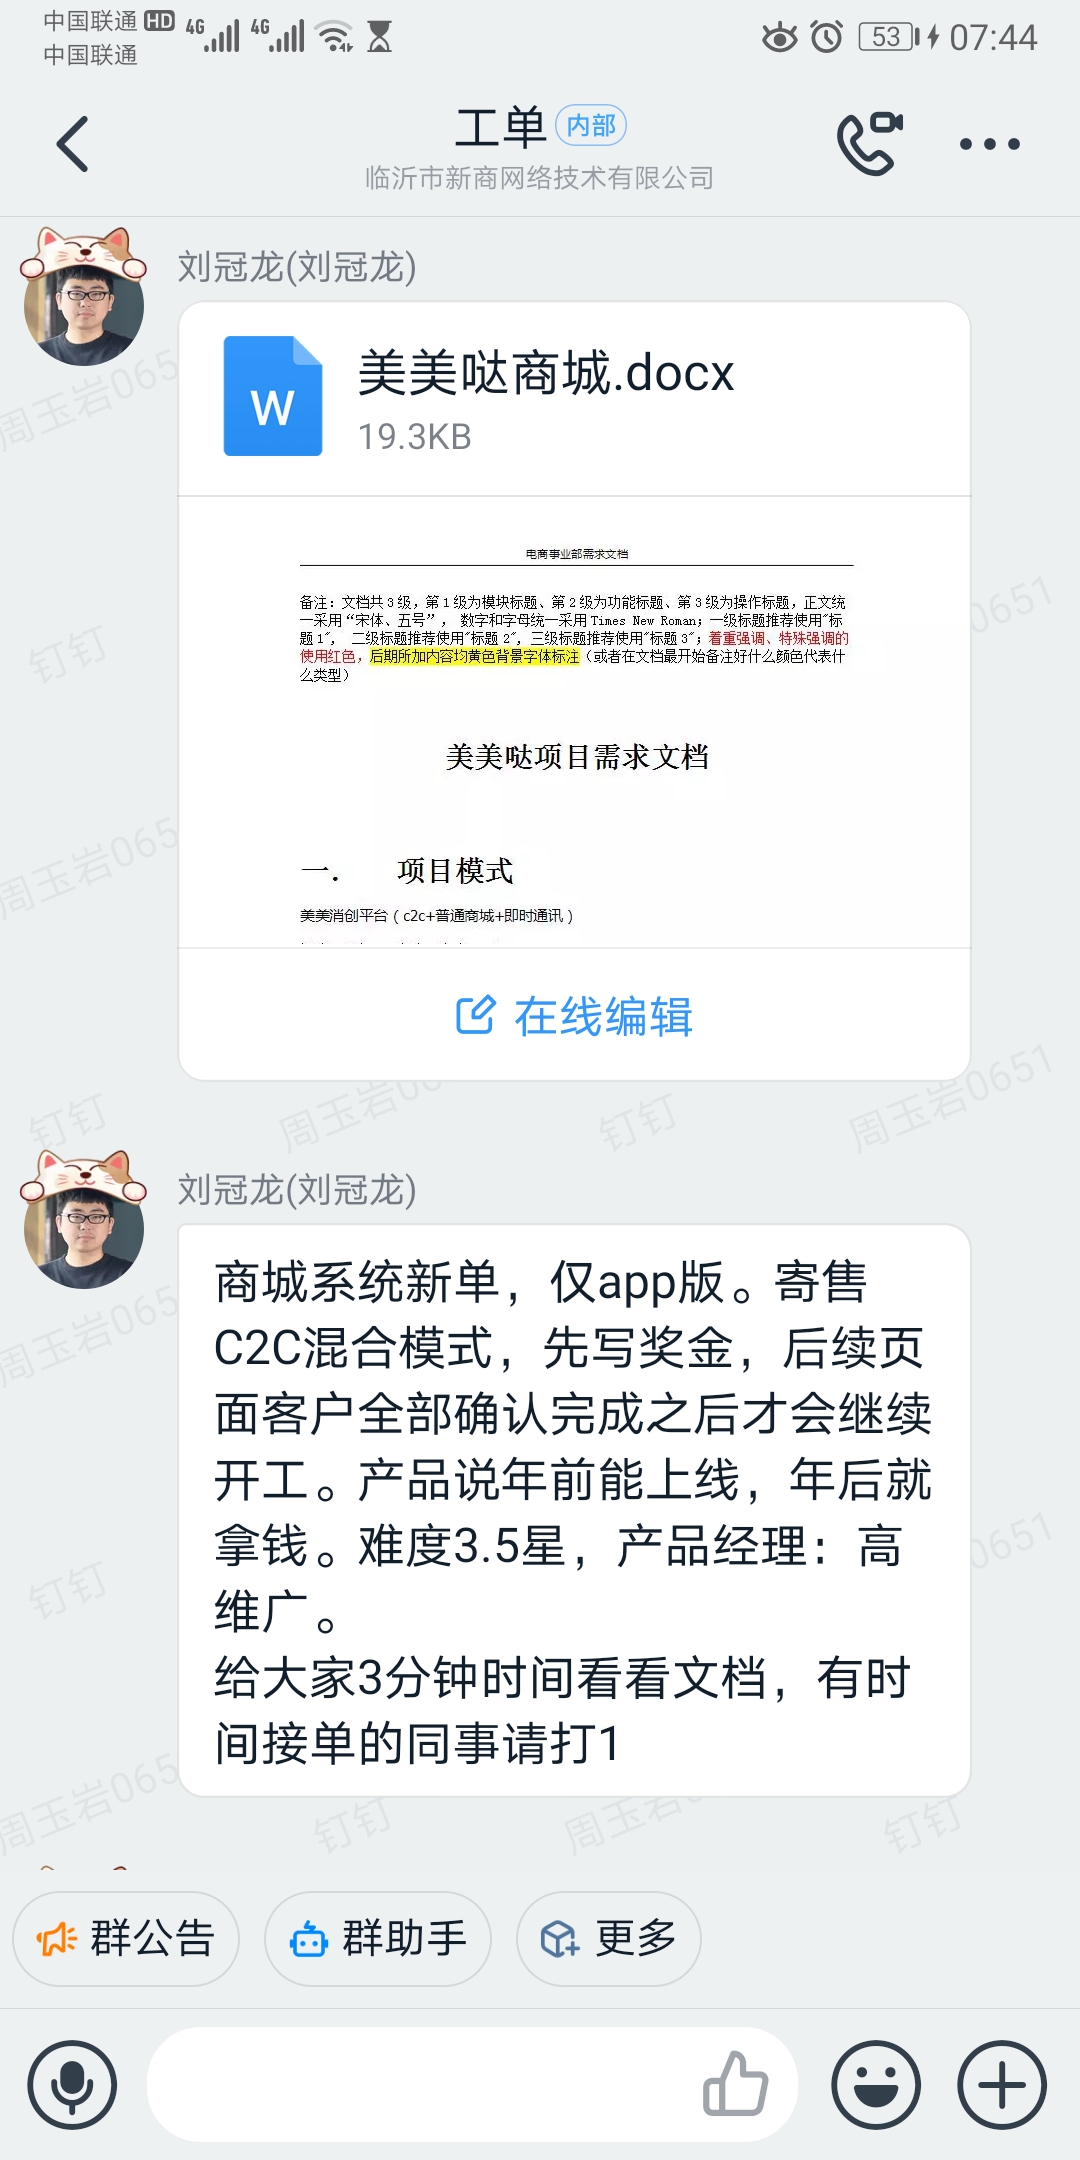 中国联通 HD 4G 4G 53 07:44
中国联通
工单 内部
临沂市新商网络技术有限公司
刘冠龙(刘冠龙)
W
美美哒商城.docx
19.3KB
电商事业部需求文档
备注：文档共3级，第1级为模块标题、第2级为功能标题、第3级为操作标题，正文统
一采用“宋体、五号”， 数字和字母统一采用Times New Roman；一级标题推荐使用"标
题1"， 二级标题推荐使用"标题2"，三级标题推荐使用"标题3"；着重强调、特殊强调的
使用红色，后期所加内容均黄色背景字体标注（或者在文档最开始备注好什么颜色代表什
么类型）
美美哒项目需求文档
一． 项目模式
美美消创平台（c2c+普通商城+即时通讯）
在线编辑
刘冠龙(刘冠龙)
商城系统新单，仅app版。寄售
C2C混合模式，先写奖金，后续页
面客户全部确认完成之后才会继续
开工。产品说年前能上线，年后就
拿钱。难度3.5星，产品经理：高
维广。
给大家3分钟时间看看文档，有时
间接单的同事请打1
群公告 群助手 更多
周玉岩0651
钉钉